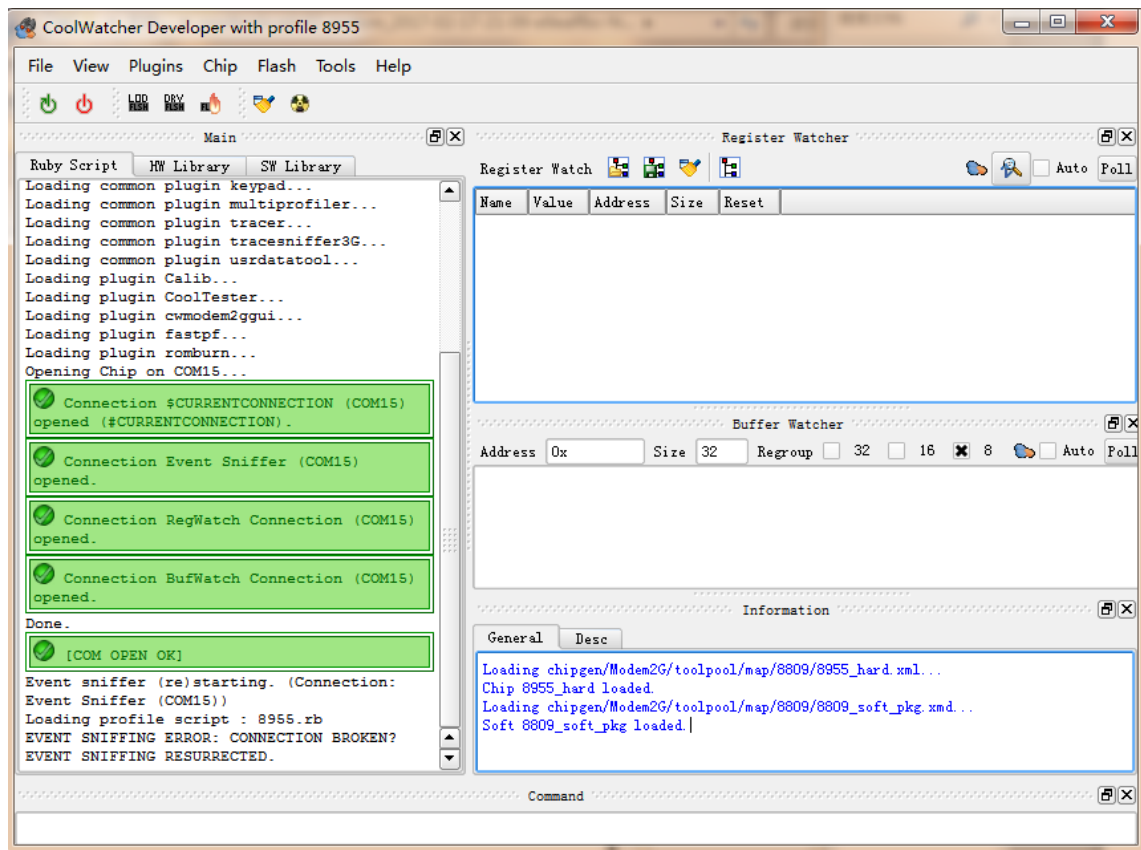 CoolWatcher Developer with profile 8955
File View Plugins Chip Flash Tools Help
LOD FLSH DRV FLSH FL
Main
Ruby Script HW Library SW Library
Loading common plugin keypad...
Loading common plugin multiprofiler...
Loading common plugin tracer...
Loading common plugin tracesniffer3G...
Loading common plugin usrdatatool...
Loading plugin Calib...
Loading plugin CoolTester...
Loading plugin cwmodem2ggui...
Loading plugin fastpf...
Loading plugin romburn...
Opening Chip on COM15...
Connection $CURRENTCONNECTION (COM15)
opened (#CURRENTCONNECTION).
Connection Event Sniffer (COM15)
opened.
Connection RegWatch Connection (COM15)
opened.
Connection BufWatch Connection (COM15)
opened.
Done.
[COM OPEN OK]
Event sniffer (re)starting. (Connection:
Event Sniffer (COM15))
Loading profile script : 8955.rb
EVENT SNIFFING ERROR: CONNECTION BROKEN?
EVENT SNIFFING RESURRECTED.
Register Watcher
Register Watch Auto Poll
Name Value Address Size Reset
Buffer Watcher
Address 0x Size 32 Regroup 32 16 8 Auto Poll
Information
General Desc
Loading chipgen/Modem2G/toolpool/map/8809/8955_hard.xml...
Chip 8955_hard loaded.
Loading chipgen/Modem2G/toolpool/map/8809/8809_soft_pkg.xmd...
Soft 8809_soft_pkg loaded.
Command